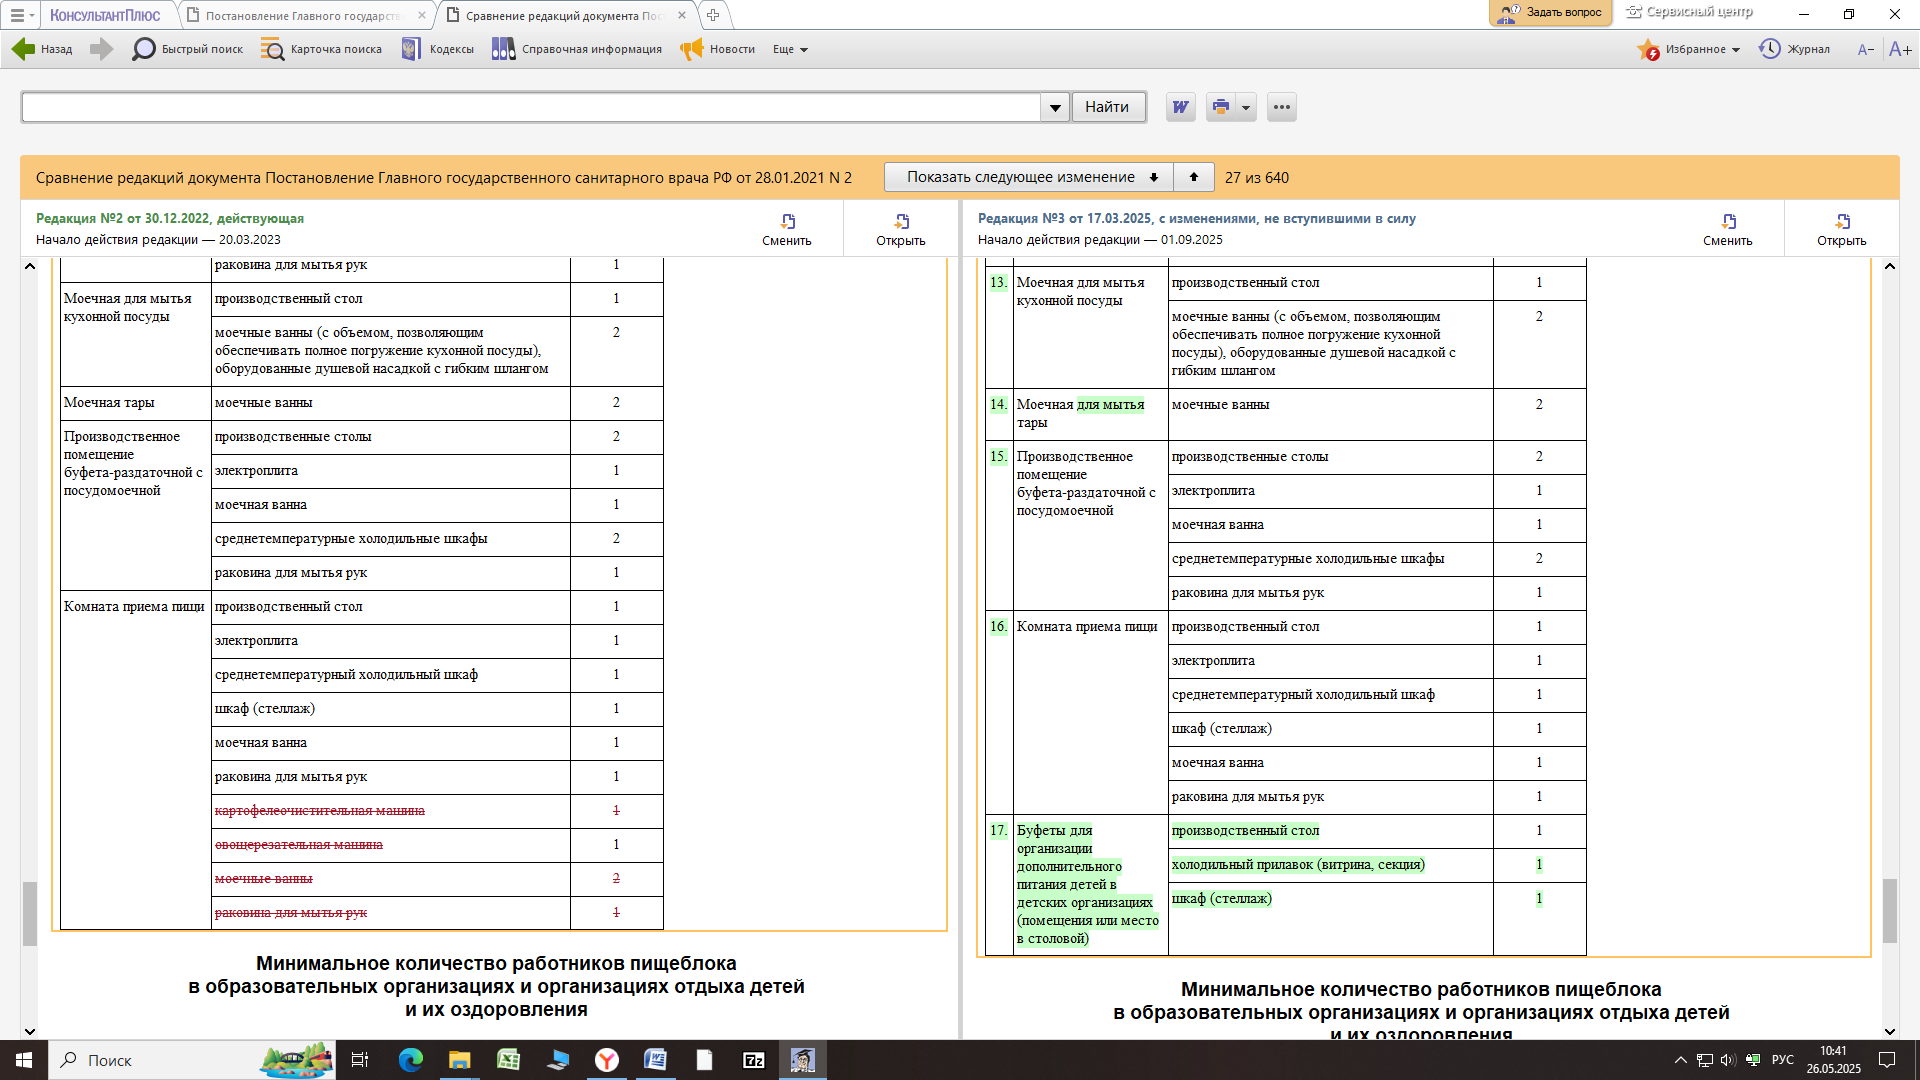 КОНСУЛЬТАНТПЛЮС
Постановление Главного государст
Сравнение редакций документа По
Задать вопрос
Сервисный центр
Назад
Быстрый поиск
Карточка поиска
Кодексы
Справочная информация
Новости
Еще
Избранное
Журнал
А−
А+
Найти
W
Сравнение редакций документа Постановление Главного государственного санитарного врача РФ от 28.01.2021 N 2
Показать следующее изменение
27 из 640
Редакция №2 от 30.12.2022, действующая
Начало действия редакции — 20.03.2023
Сменить
Открыть
раковина для мытья рук 1
Моечная для мытья кухонной посуды
производственный стол 1
моечные ванны (с объемом, позволяющим
обеспечивать полное погружение кухонной посуды),
оборудованные душевой насадкой с гибким шлангом
2
Моечная тары
моечные ванны 2
Производственное
помещение
буфета-раздаточной с
посудомоечной
производственные столы 2
электроплита 1
моечная ванна 1
среднетемпературные холодильные шкафы 2
раковина для мытья рук 1
Комната приема пищи
производственный стол 1
электроплита 1
среднетемпературный холодильный шкаф 1
шкаф (стеллаж) 1
моечная ванна 1
раковина для мытья рук 1
картофелеочистительная машина 1
овощерезательная машина 1
моечные ванны 2
раковина для мытья рук 1
Минимальное количество работников пищеблока
в образовательных организациях и организациях отдыха детей
и их оздоровления
Редакция №3 от 17.03.2025, с изменениями, не вступившими в силу
Начало действия редакции — 01.09.2025
Сменить
Открыть
13. Моечная для мытья
кухонной посуды
производственный стол 1
моечные ванны (с объемом, позволяющим
обеспечивать полное погружение кухонной
посуды), оборудованные душевой насадкой с
гибким шлангом
2
14. Моечная для мытья
тары
моечные ванны 2
15. Производственное
помещение
буфета-раздаточной с
посудомоечной
производственные столы 2
электроплита 1
моечная ванна 1
среднетемпературные холодильные шкафы 2
раковина для мытья рук 1
16. Комната приема пищи
производственный стол 1
электроплита 1
среднетемпературный холодильный шкаф 1
шкаф (стеллаж) 1
моечная ванна 1
раковина для мытья рук 1
17. Буфеты для
организации
дополнительного
питания детей в
детских организациях
(помещения или место
в столовой)
производственный стол 1
холодильный прилавок (витрина, секция) 1
шкаф (стеллаж) 1
Минимальное количество работников пищеблока
в образовательных организациях и организациях отдыха детей
и их оздоровления
Поиск
7z
РУС
10:41
26.05.2025